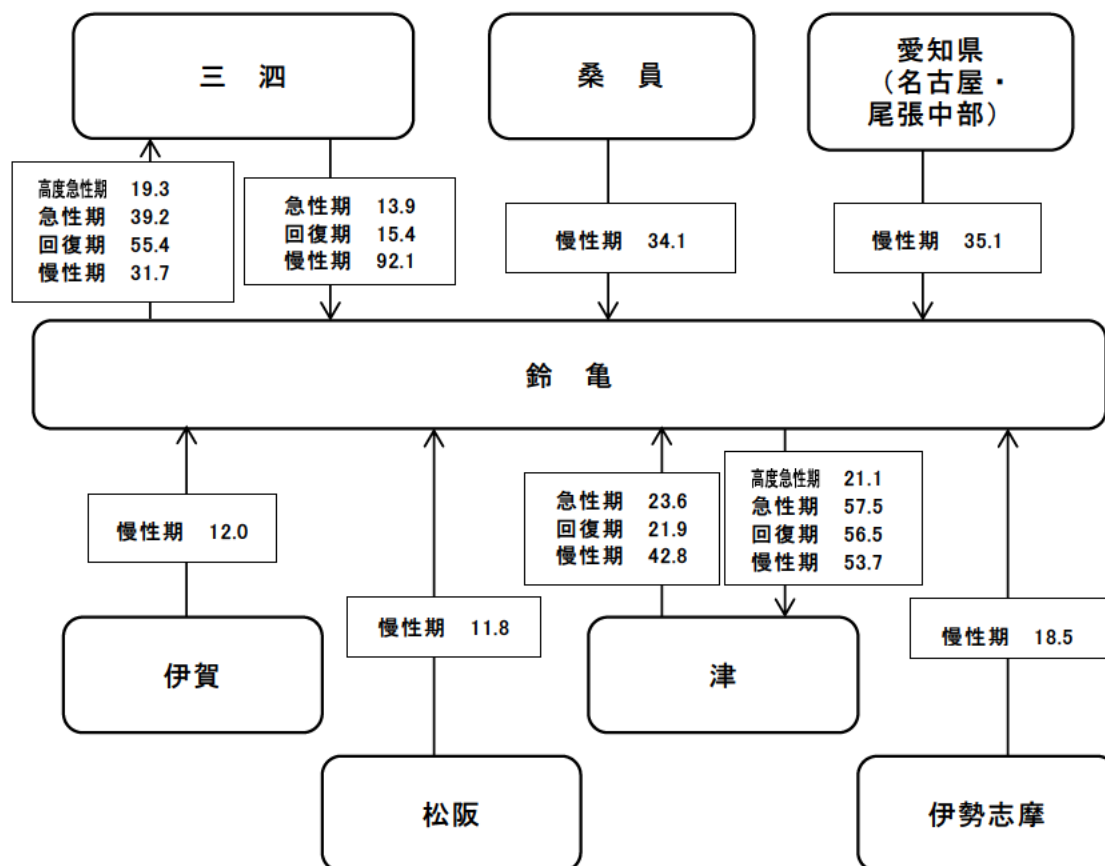 三 泗
桑 員
愛知県
（名古屋・
尾張中部）
高度急性期 19.3
急性期 39.2
回復期 55.4
慢性期 31.7
急性期 13.9
回復期 15.4
慢性期 92.1
慢性期 34.1
慢性期 35.1
鈴 亀
慢性期 12.0
慢性期 11.8
急性期 23.6
回復期 21.9
慢性期 42.8
高度急性期 21.1
急性期 57.5
回復期 56.5
慢性期 53.7
慢性期 18.5
伊賀
津
松阪
伊勢志摩